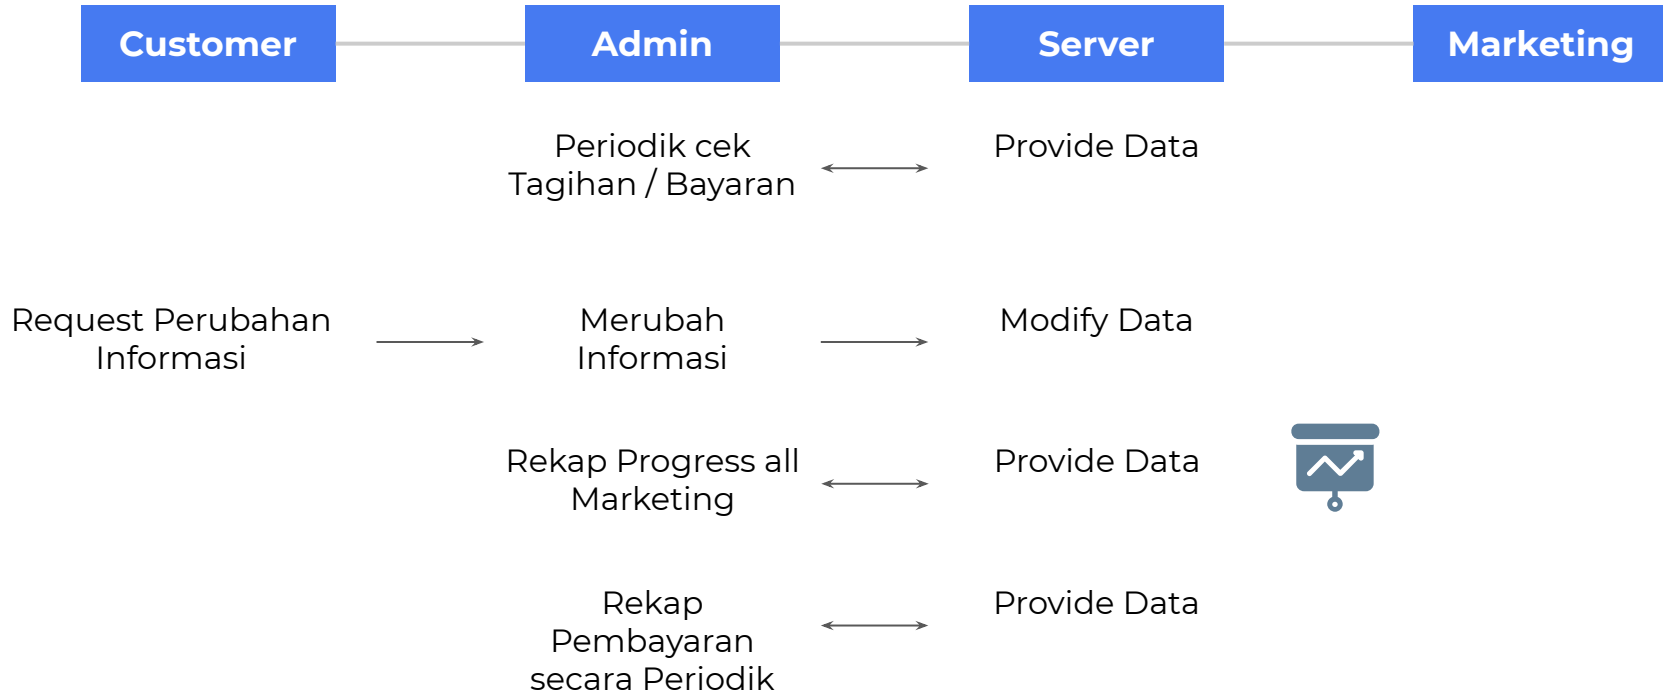 Customer
Admin
Server
Marketing
Periodik cek
Tagihan / Bayaran
Provide Data
Request Perubahan
Informasi
Merubah
Informasi
Modify Data
Rekap Progress all
Marketing
Provide Data
Rekap
Pembayaran
secara Periodik
Provide Data